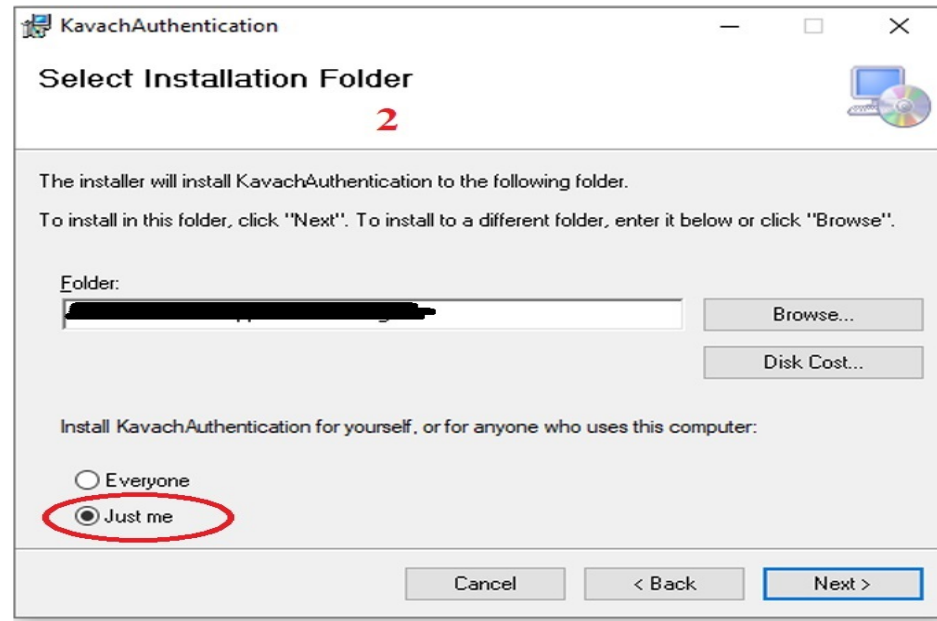 KavachAuthentication
Select Installation Folder
2
The installer will install KavachAuthentication to the following folder.
To install in this folder, click "Next". To install to a different folder, enter it below or click "Browse".
Folder:
Browse...
Disk Cost...
Install KavachAuthentication for yourself, or for anyone who uses this computer:
Everyone
Just me
Cancel
< Back
Next >